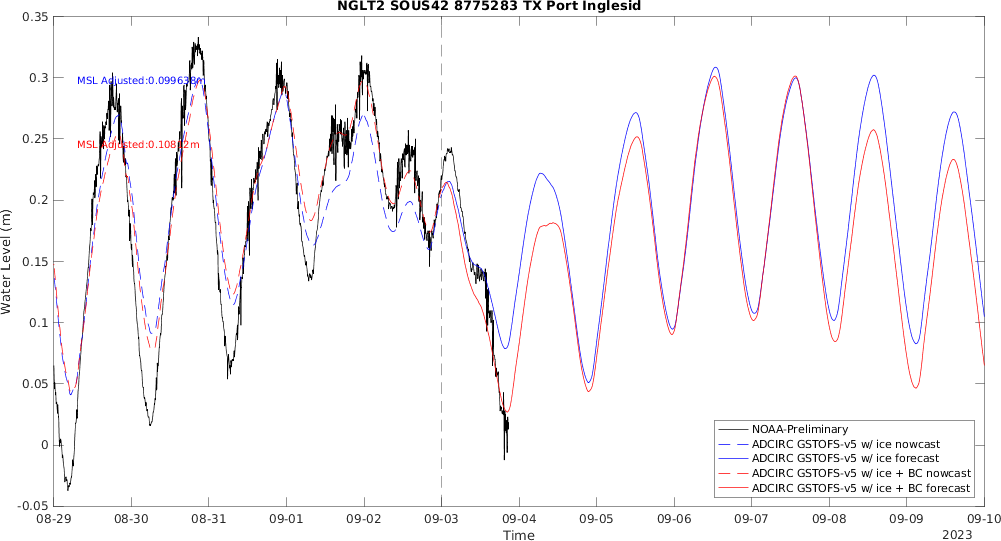 NGLT2 SOUS42 8775283 TX Port Inglesid
0.35
0.3
0.25
0.2
0.15
0.1
0.05
0
-0.05
Water Level (m)
MSL Adjusted:0.099638m
MSL Adjusted:0.10862m
NOAA-Preliminary
ADCIRC GSTOFS-v5 w/ ice nowcast
ADCIRC GSTOFS-v5 w/ ice forecast
ADCIRC GSTOFS-v5 w/ ice + BC nowcast
ADCIRC GSTOFS-v5 w/ ice + BC forecast
08-29 08-30 08-31 09-01 09-02 09-03 09-04 09-05 09-06 09-07 09-08 09-09 09-10
Time
2023